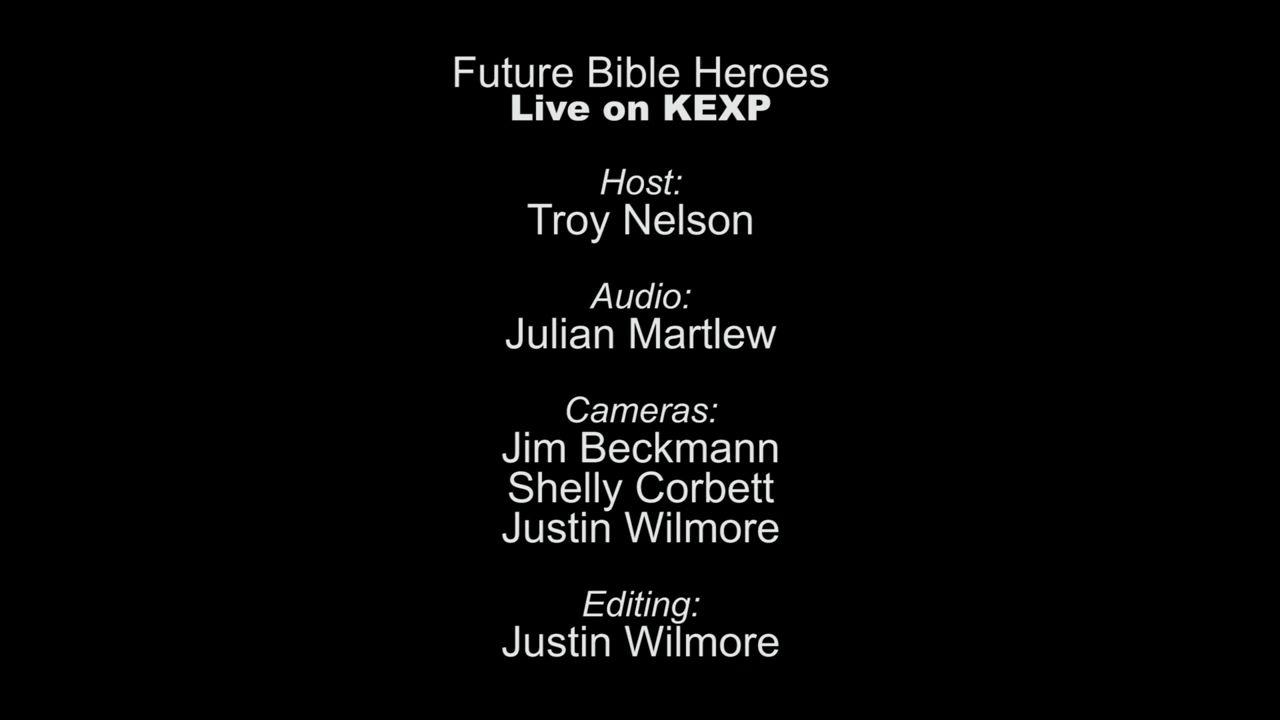 Future Bible Heroes
Live on KEXP
Host:
Troy Nelson
Audio:
Julian Martlew
Cameras:
Jim Beckmann
Shelly Corbett
Justin Wilmore
Editing:
Justin Wilmore